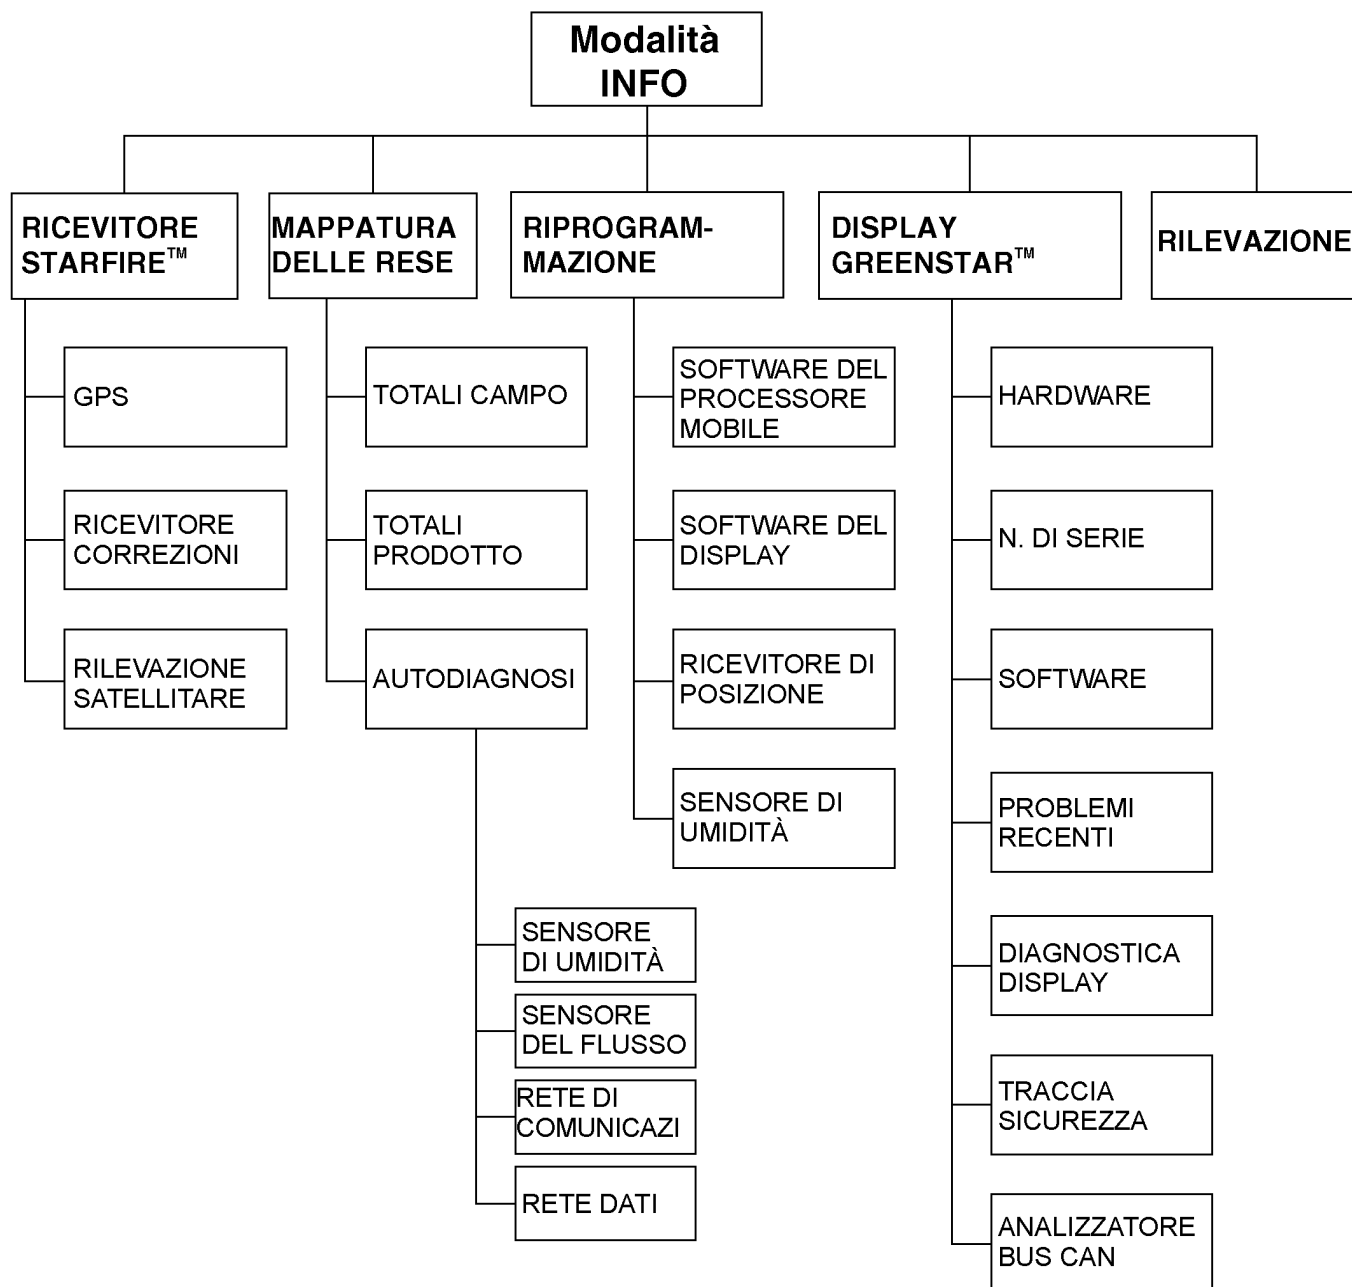 Modalità
INFO
RICEVITORE
STARFIRE™
MAPPATURA
DELLE RESE
RIPROGRAM-
MAZIONE
DISPLAY
GREENSTAR™
RILEVAZIONE
GPS
RICEVITORE
CORREZIONI
RILEVAZIONE
SATELLITARE
TOTALI CAMPO
TOTALI
PRODOTTO
AUTODIAGNOSI
SENSORE
DI UMIDITÀ
SENSORE
DEL FLUSSO
RETE DI
COMUNICAZI
RETE DATI
SOFTWARE DEL
PROCESSORE
MOBILE
SOFTWARE DEL
DISPLAY
RICEVITORE DI
POSIZIONE
SENSORE DI
UMIDITÀ
HARDWARE
N. DI SERIE
SOFTWARE
PROBLEMI
RECENTI
DIAGNOSTICA
DISPLAY
TRACCIA
SICUREZZA
ANALIZZATORE
BUS CAN